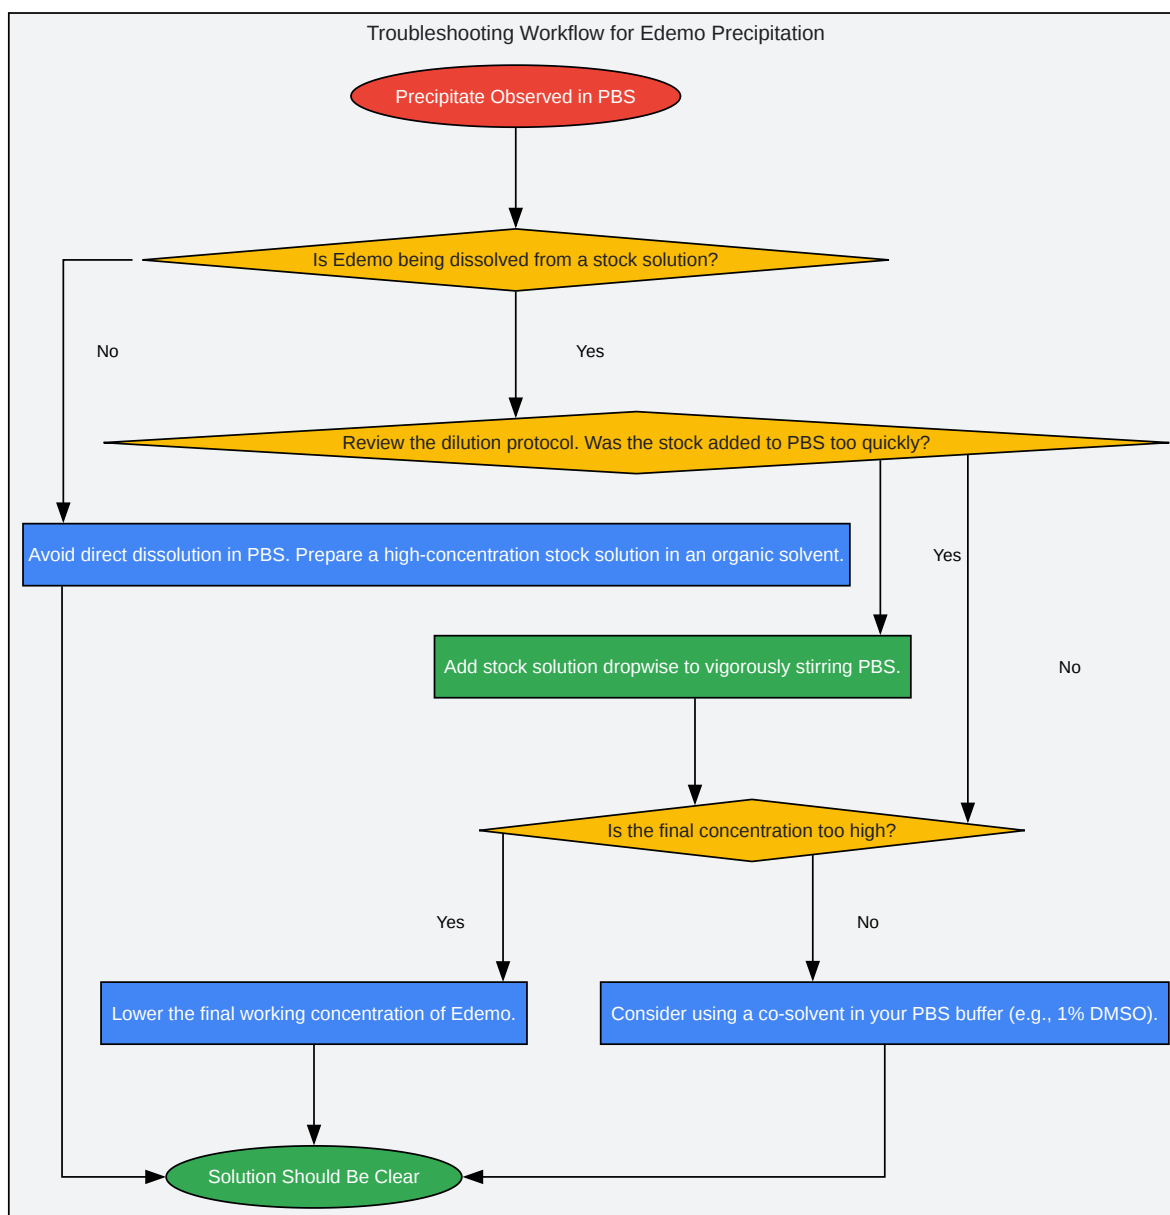 Troubleshooting Workflow for Edemo Precipitation
Precipitate Observed in PBS
Is Edemo being dissolved from a stock solution?
No
Yes
Review the dilution protocol. Was the stock added to PBS too quickly?
Avoid direct dissolution in PBS. Prepare a high-concentration stock solution in an organic solvent.
Yes
Add stock solution dropwise to vigorously stirring PBS.
No
Is the final concentration too high?
Yes
No
Lower the final working concentration of Edemo.
Consider using a co-solvent in your PBS buffer (e.g., 1% DMSO).
Solution Should Be Clear